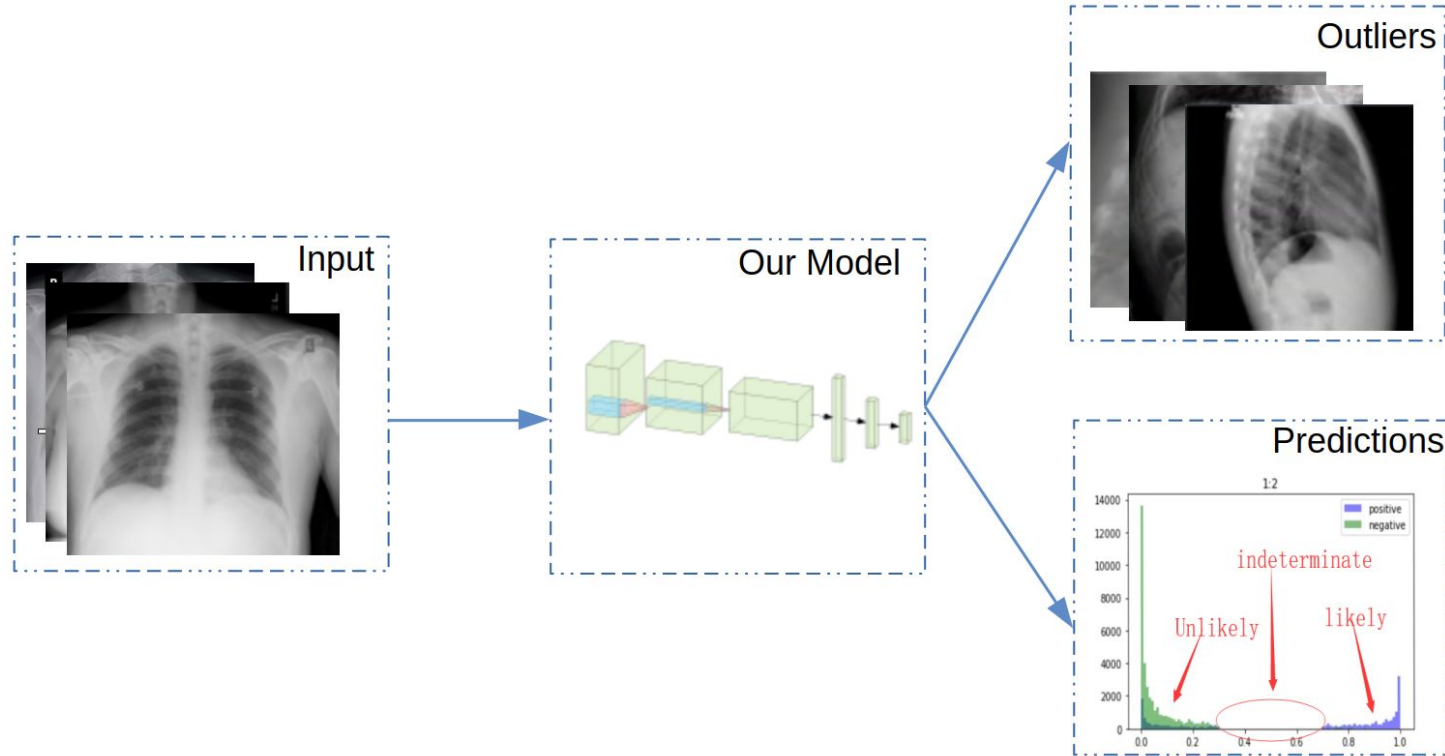 Outliers
Input
Our Model
Predictions
1:2
14000
12000
10000
8000
6000
4000
2000
0
positive
negative
indeterminate
Unlikely
likely
0.0 0.2 0.4 0.6 0.8 1.0